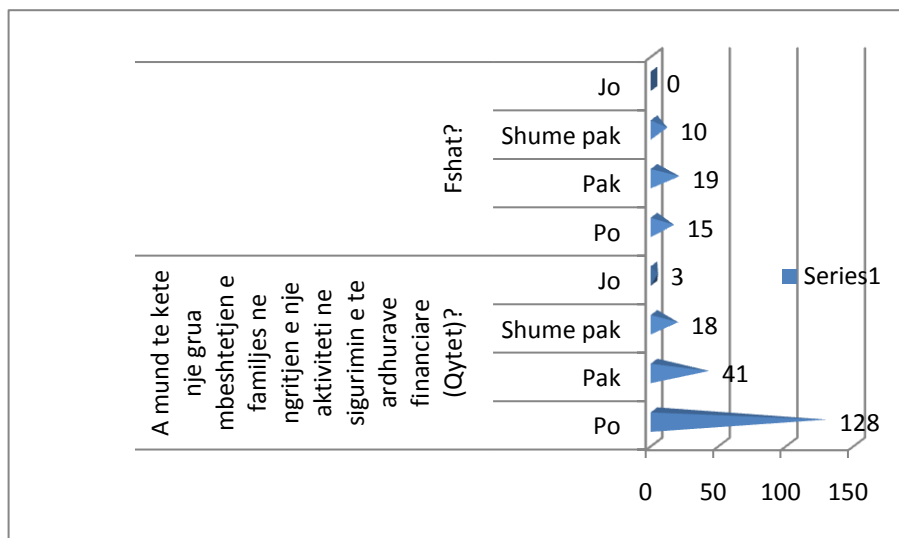 Jo
0
Shume pak
10
Pak
19
Po
15
Fshat?
Jo
3
Shume pak
18
Pak
41
Po
128
A mund te kete
nje grua
mbeshtetjen e
familjes ne
ngritjen e nje
aktiviteti ne
sigurimin e te
ardhurave
financiare
(Qytet)?
Series1
0 50 100 150